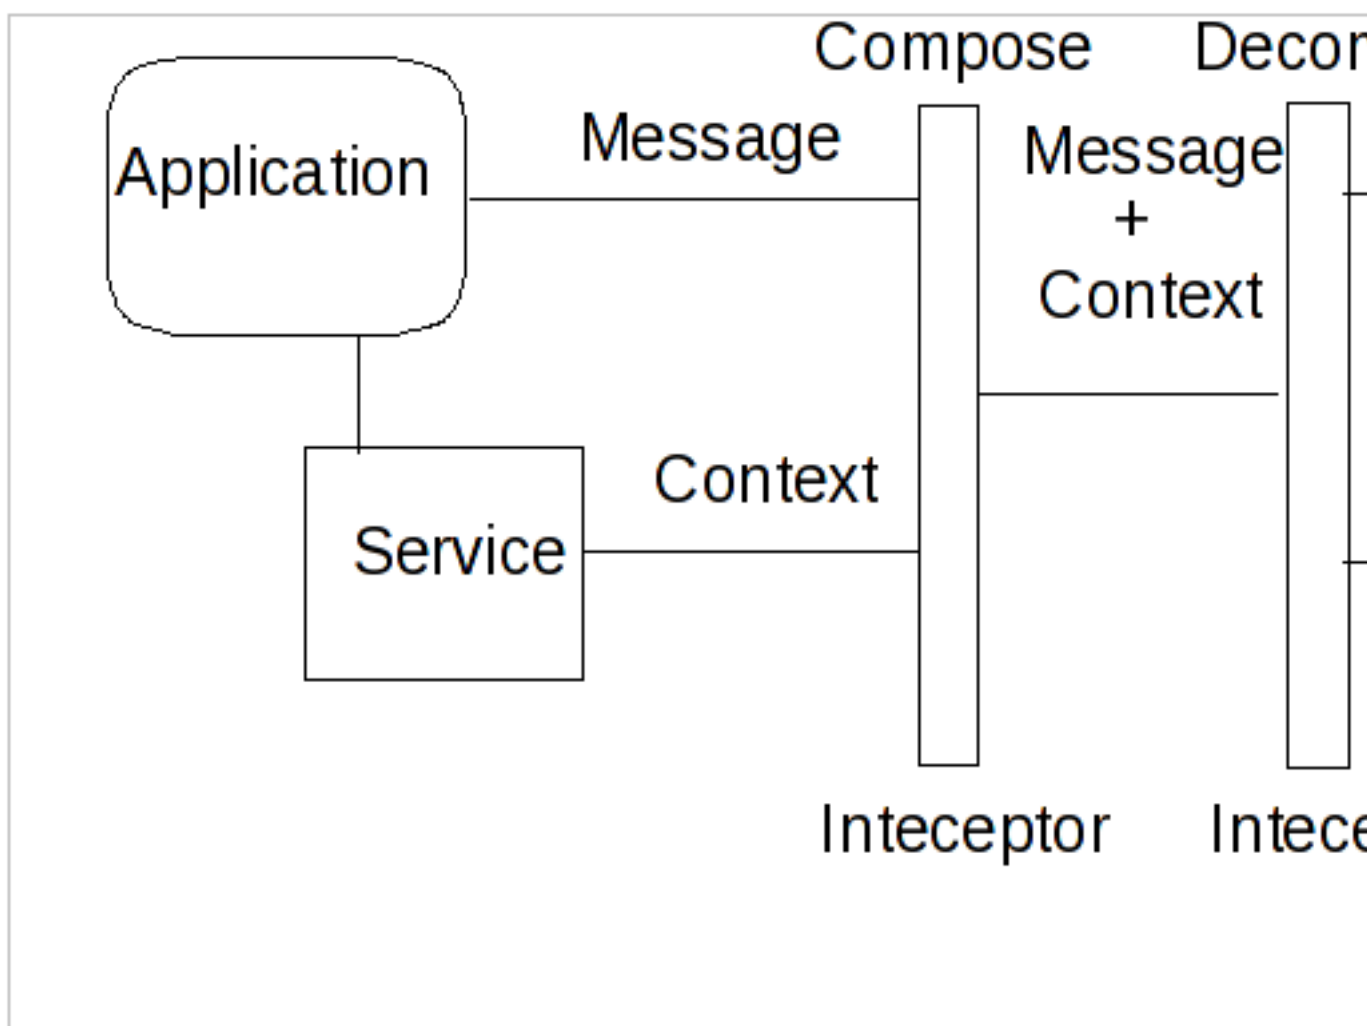 Compose
Message
Message
+
Context
Application
Context
Service
Inteceptor